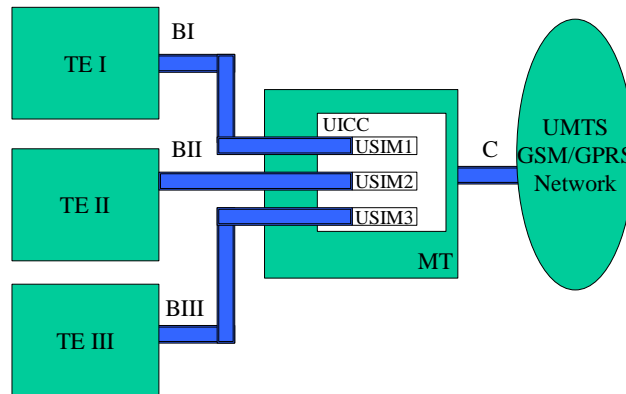 BI
TE I
UICC
USIM1
BII
USIM2
TE II
USIM3
MT
C
UMTS
GSM/GPRS
Network
BIII
TE III